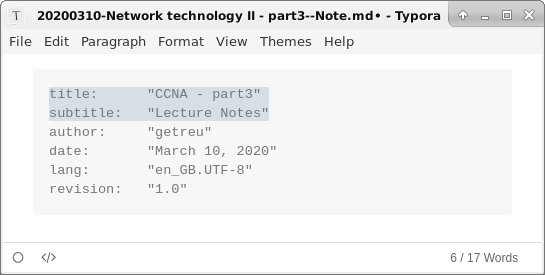 T 20200310-Network technology II - part3--Note.md• - Typora
File Edit Paragraph Format View Themes Help
title: "CCNA - part3"
subtitle: "Lecture Notes"
author: "getreu"
date: "March 10, 2020"
lang: "en_GB.UTF-8"
revision: "1.0"
</> 6 / 17 Words